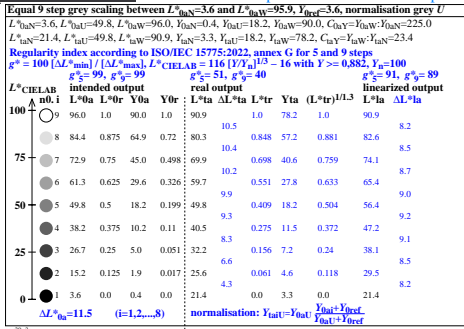 Equal 9 step grey scaling between L*0aN=3.6 and L*0aW=95.9, Y0ref=3.6, normalisation grey U
L*0aN=3.6, L*0aU=49.8, L*0aW=96.0, Y0aN=0.4, Y0aU=18.2, Y0aW=90.0, C0aY=Y0aW:Y0aN=225.0
L*taN=21.4, L*taU=49.8, L*taW=90.9, YtaN=3.3, YtaU=18.2, YtaW=78.2, CtaY=YtaW:YtaN=23.4
Regularity index according to ISO/IEC 15775:2022, annex G for 5 and 9 steps
g* = 100 [ΔL*min] / [ΔL*max], L*CIELAB = 116 [Y/Yn]1/3 – 16 with Y >= 0,882, Yn=100
g*5= 99, g*9= 99 g*5= 51, g*9= 40 g*5= 91, g*9= 89
L*CIELAB intended output real output linearized output
n0. i L*0a L*0r Y0a Y0r L*ta ΔL*ta L*tr Yta (L*tr)1/1.3 L*la ΔL*la
100
9 96.0 1.0 90.0 1.0 90.9 1.0 78.2 1.0 90.9
10.5 8.2
8 84.4 0.875 64.9 0.72 80.3 0.848 57.2 0.881 82.6
10.4 8.5
75
7 72.9 0.75 45.0 0.498 69.9 0.698 40.6 0.759 74.1
10.2 8.7
6 61.3 0.625 29.6 0.326 59.7 0.551 27.8 0.633 65.4
9.9 9.0
50
5 49.8 0.5 18.2 0.199 49.8 0.409 18.2 0.504 56.4
9.3 9.2
4 38.2 0.375 10.2 0.11 40.5 0.275 11.5 0.372 47.2
8.3 9.1
25
3 26.7 0.25 5.0 0.051 32.2 0.156 7.2 0.24 38.1
6.6 8.5
2 15.2 0.125 1.9 0.017 25.6 0.061 4.6 0.118 29.5
4.3 8.2
0
1 3.6 0.0 0.4 0.0 21.4 0.0 3.3 0.0 21.4
ΔL*0a=11.5 (i=1,2,...,8) normalisation: YtaiU=Y0aU (Y0ai+Y0ref)/(Y0aU+Y0ref)